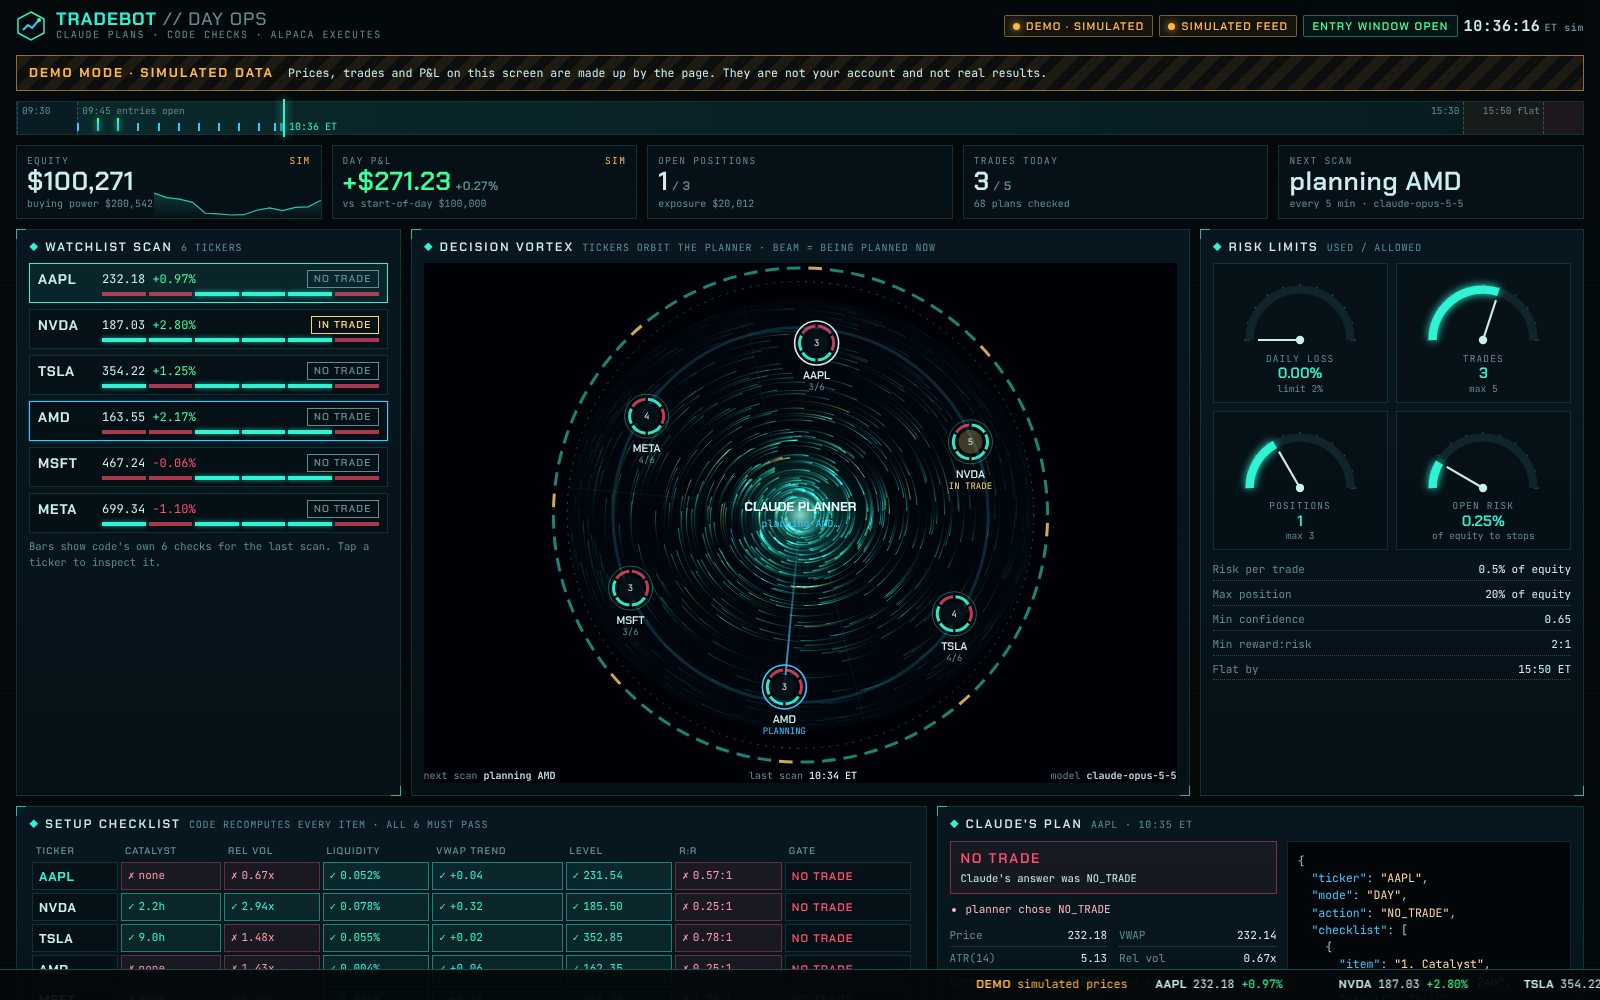 TRADEBOT // DAY OPS
CLAUDE PLANS · CODE CHECKS · ALPACA EXECUTES
DEMO · SIMULATED
SIMULATED FEED
ENTRY WINDOW OPEN
10:36:16 ET sim
DEMO MODE · SIMULATED DATA Prices, trades and P&L on this screen are made up by the page. They are not your account and not real results.
09:30
09:45 entries open
10:36 ET
15:30
15:50 flat
EQUITY SIM
$100,271
buying power $200,542
DAY P&L SIM
+$271.23 +0.27%
vs start-of-day $100,000
OPEN POSITIONS
1 / 3
exposure $20,012
TRADES TODAY
3 / 5
68 plans checked
NEXT SCAN
planning AMD
every 5 min · claude-opus-5-5
WATCHLIST SCAN 6 TICKERS
AAPL 232.18 +0.97% NO TRADE
NVDA 187.03 +2.80% IN TRADE
TSLA 354.22 +1.25% NO TRADE
AMD 163.55 +2.17% NO TRADE
MSFT 467.24 -0.06% NO TRADE
META 699.34 -1.10% NO TRADE
Bars show code's own 6 checks for the last scan. Tap a
ticker to inspect it.
DECISION VORTEX TICKERS ORBIT THE PLANNER · BEAM = BEING PLANNED NOW
3
AAPL
3/6
4
META
4/6
5
NVDA
IN TRADE
CLAUDE PLANNER
planning AMD…
3
MSFT
3/6
4
TSLA
4/6
3
AMD
PLANNING
next scan planning AMD
last scan 10:34 ET
model claude-opus-5-5
RISK LIMITS USED / ALLOWED
DAILY LOSS
0.00%
limit 2%
TRADES
3
max 5
POSITIONS
1
max 3
OPEN RISK
0.25%
of equity to stops
Risk per trade 0.5% of equity
Max position 20% of equity
Min confidence 0.65
Min reward:risk 2:1
Flat by 15:50 ET
SETUP CHECKLIST CODE RECOMPUTES EVERY ITEM · ALL 6 MUST PASS
TICKER CATALYST REL VOL LIQUIDITY VWAP TREND LEVEL R:R GATE
AAPL ✗ none ✗ 0.67x ✓ 0.052% ✓ +0.04 ✓ 231.54 ✗ 0.57:1 NO TRADE
NVDA ✓ 2.2h ✓ 2.94x ✓ 0.078% ✓ +0.32 ✓ 185.50 ✗ 0.25:1 NO TRADE
TSLA ✓ 9.0h ✗ 1.48x ✓ 0.055% ✓ +0.02 ✓ 352.85 ✗ 0.78:1 NO TRADE
AMD ✗ none ✗ 1.43x ✓ 0.004% ✓ +0.06 ✓ 162.35 ✗ 0.25:1 NO TRADE
CLAUDE'S PLAN AAPL · 10:35 ET
NO TRADE
Claude's answer was NO_TRADE
• planner chose NO_TRADE
Price 232.18 VWAP 232.14
ATR(14) 5.13 Rel vol 0.67x
{
"ticker": "AAPL",
"mode": "DAY",
"action": "NO_TRADE",
"checklist": [
{
"item": "1. Catalyst",
DEMO simulated prices AAPL 232.18 +0.97% NVDA 187.03 +2.80% TSLA 354.22